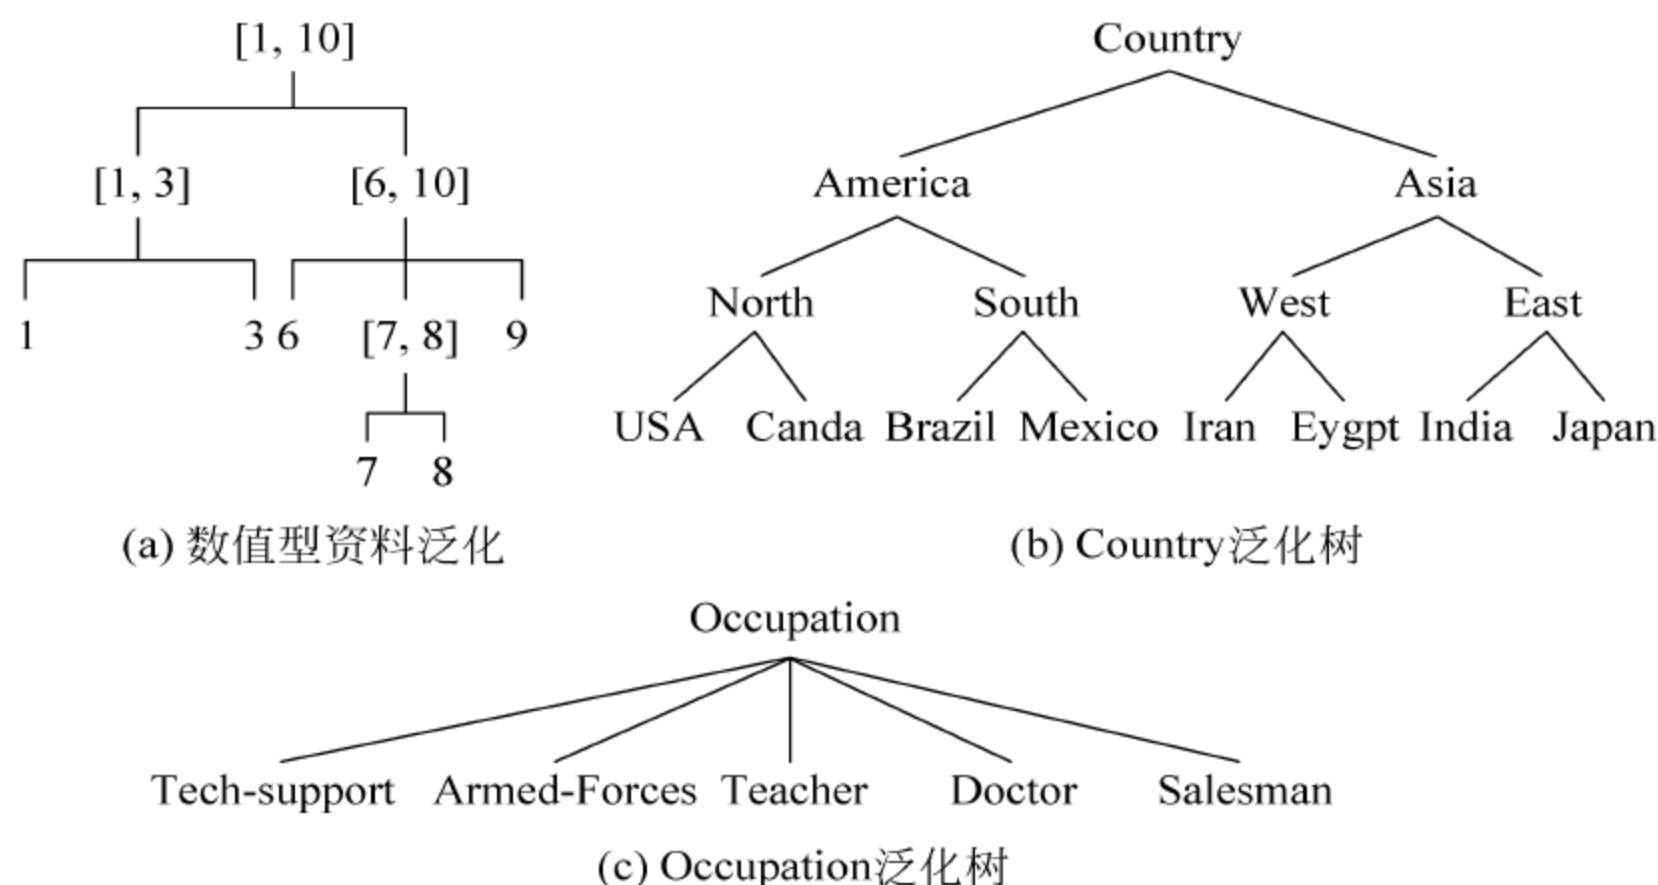 [1, 10]
[1, 3] [6, 10]
1 3 6 [7, 8] 9
7 8
(a) 数值型资料泛化
Country
America Asia
North South West East
USA Canda Brazil Mexico Iran Eygpt India Japan
(b) Country泛化树
Occupation
Tech-support Armed-Forces Teacher Doctor Salesman
(c) Occupation泛化树